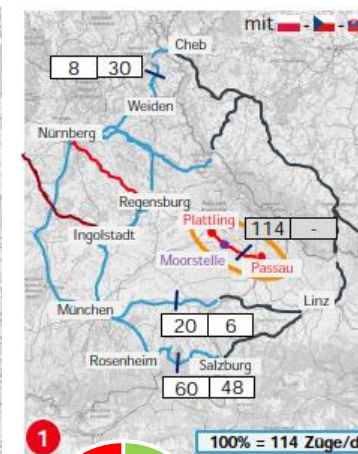 mit - -
Cheb
8 30
Weiden
Nürnberg
Regensburg
Plattling
114 -
Ingolstadt
Moorstelle
Passau
München
Linz
20 6
Rosenheim
Salzburg
60 48
1
100% = 114 Züge/d